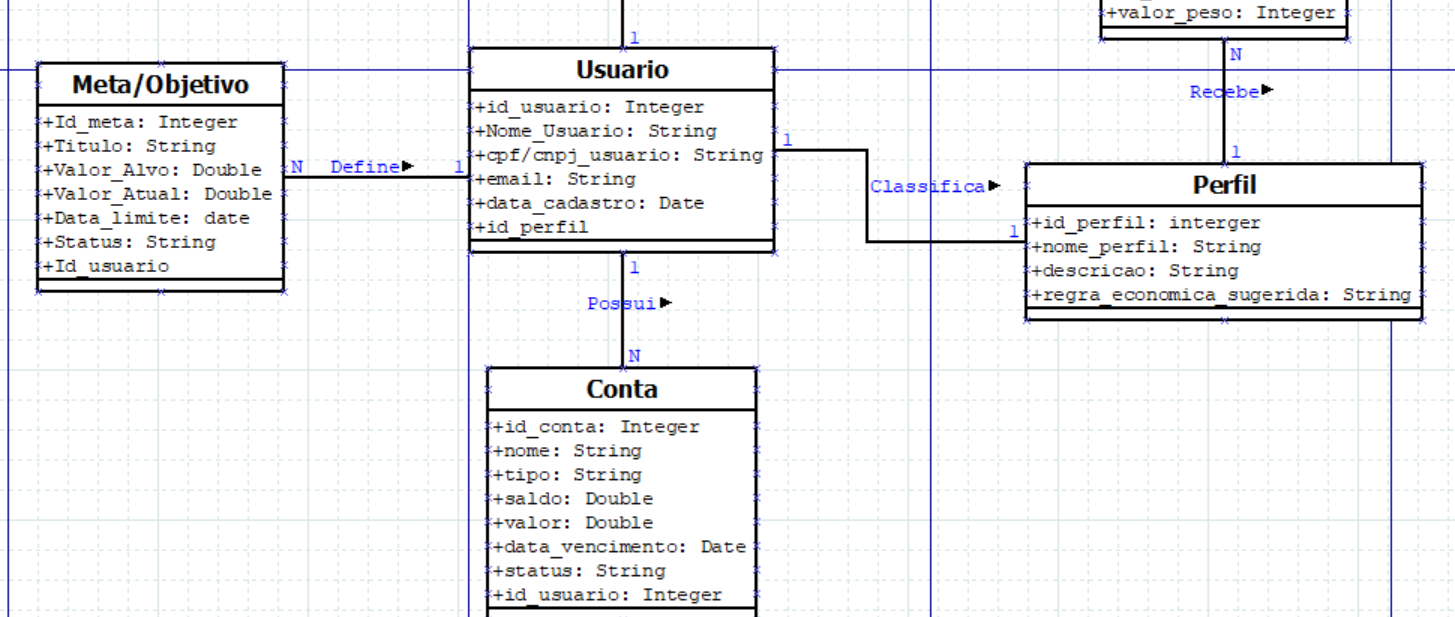 +valor_peso: Integer
1
N
Recebe
1
Meta/Objetivo
+Id_meta: Integer
+Titulo: String
+Valor_Alvo: Double
+Valor_Atual: Double
+Data_limite: date
+Status: String
+Id_usuario
N Define 1
Usuario
+id_usuario: Integer
+Nome_Usuario: String
+cpf/cnpj_usuario: String
+email: String
+data_cadastro: Date
+id_perfil
1
Classifica
1
Perfil
+id_perfil: interger
+nome_perfil: String
+descricao: String
+regra_economica_sugerida: String
1
Possui
N
Conta
+id_conta: Integer
+nome: String
+tipo: String
+saldo: Double
+valor: Double
+data_vencimento: Date
+status: String
+id_usuario: Integer